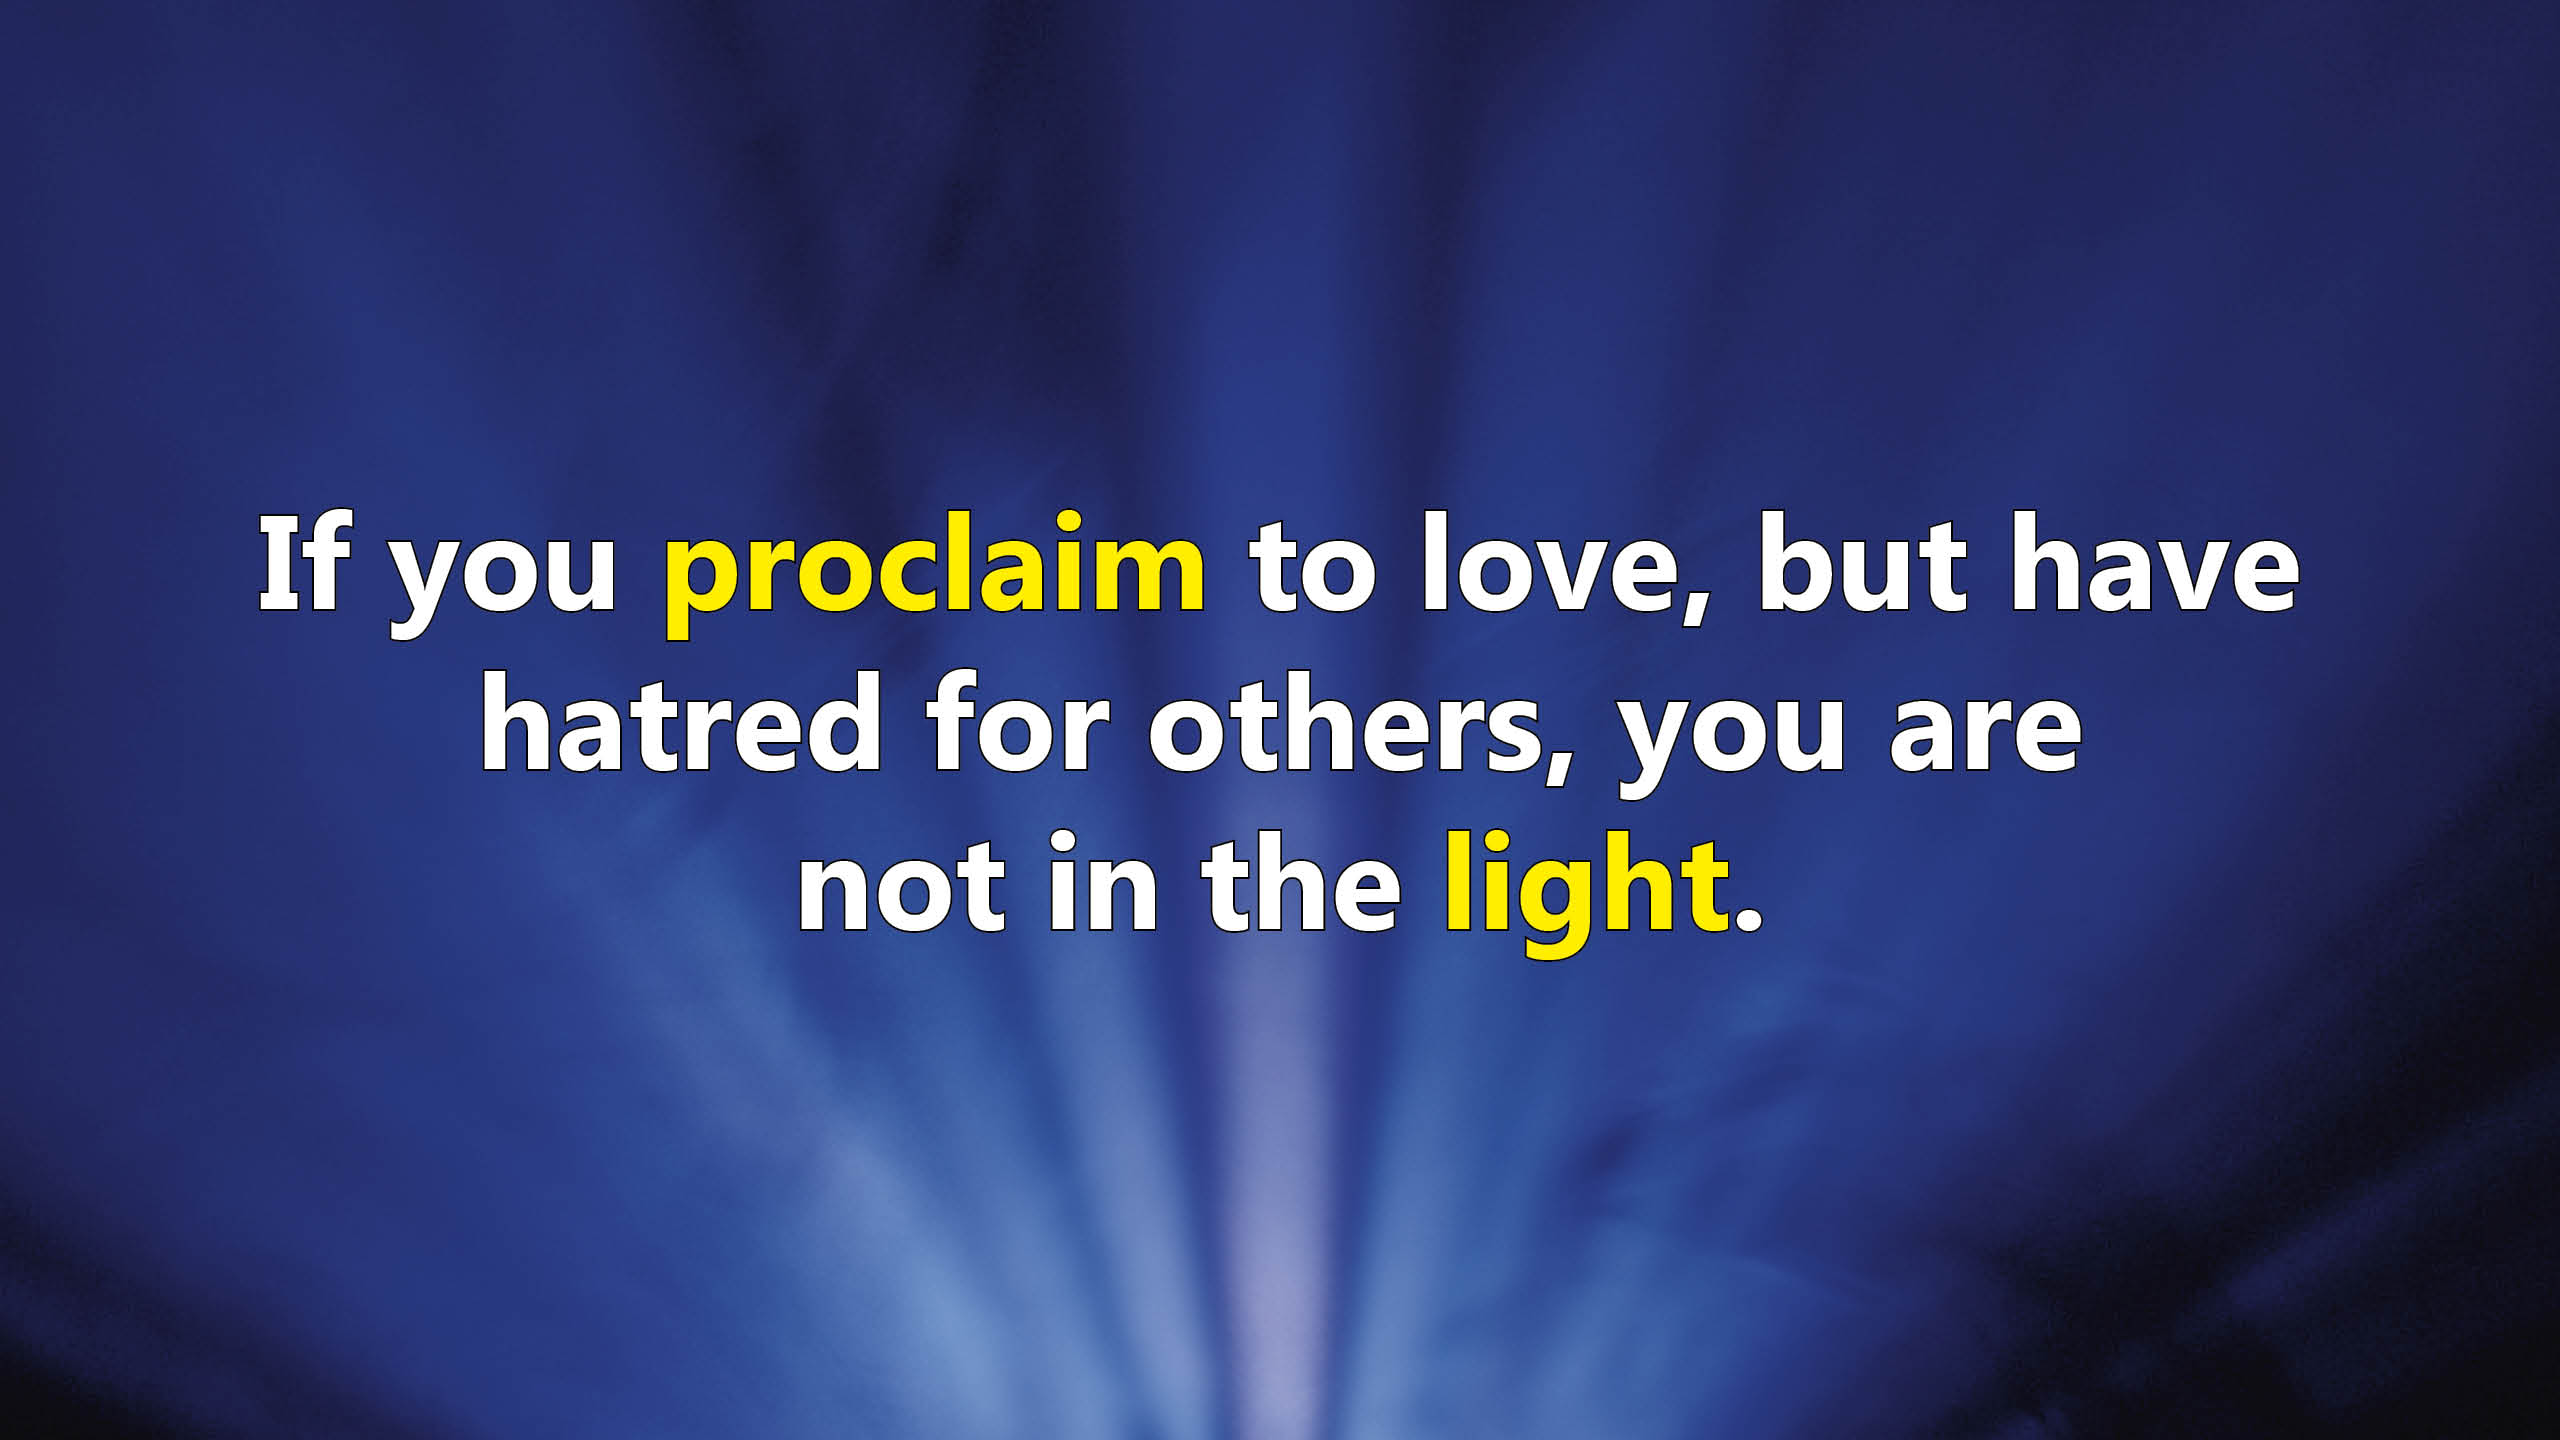 If you proclaim to love, but have
hatred for others, you are
not in the light.